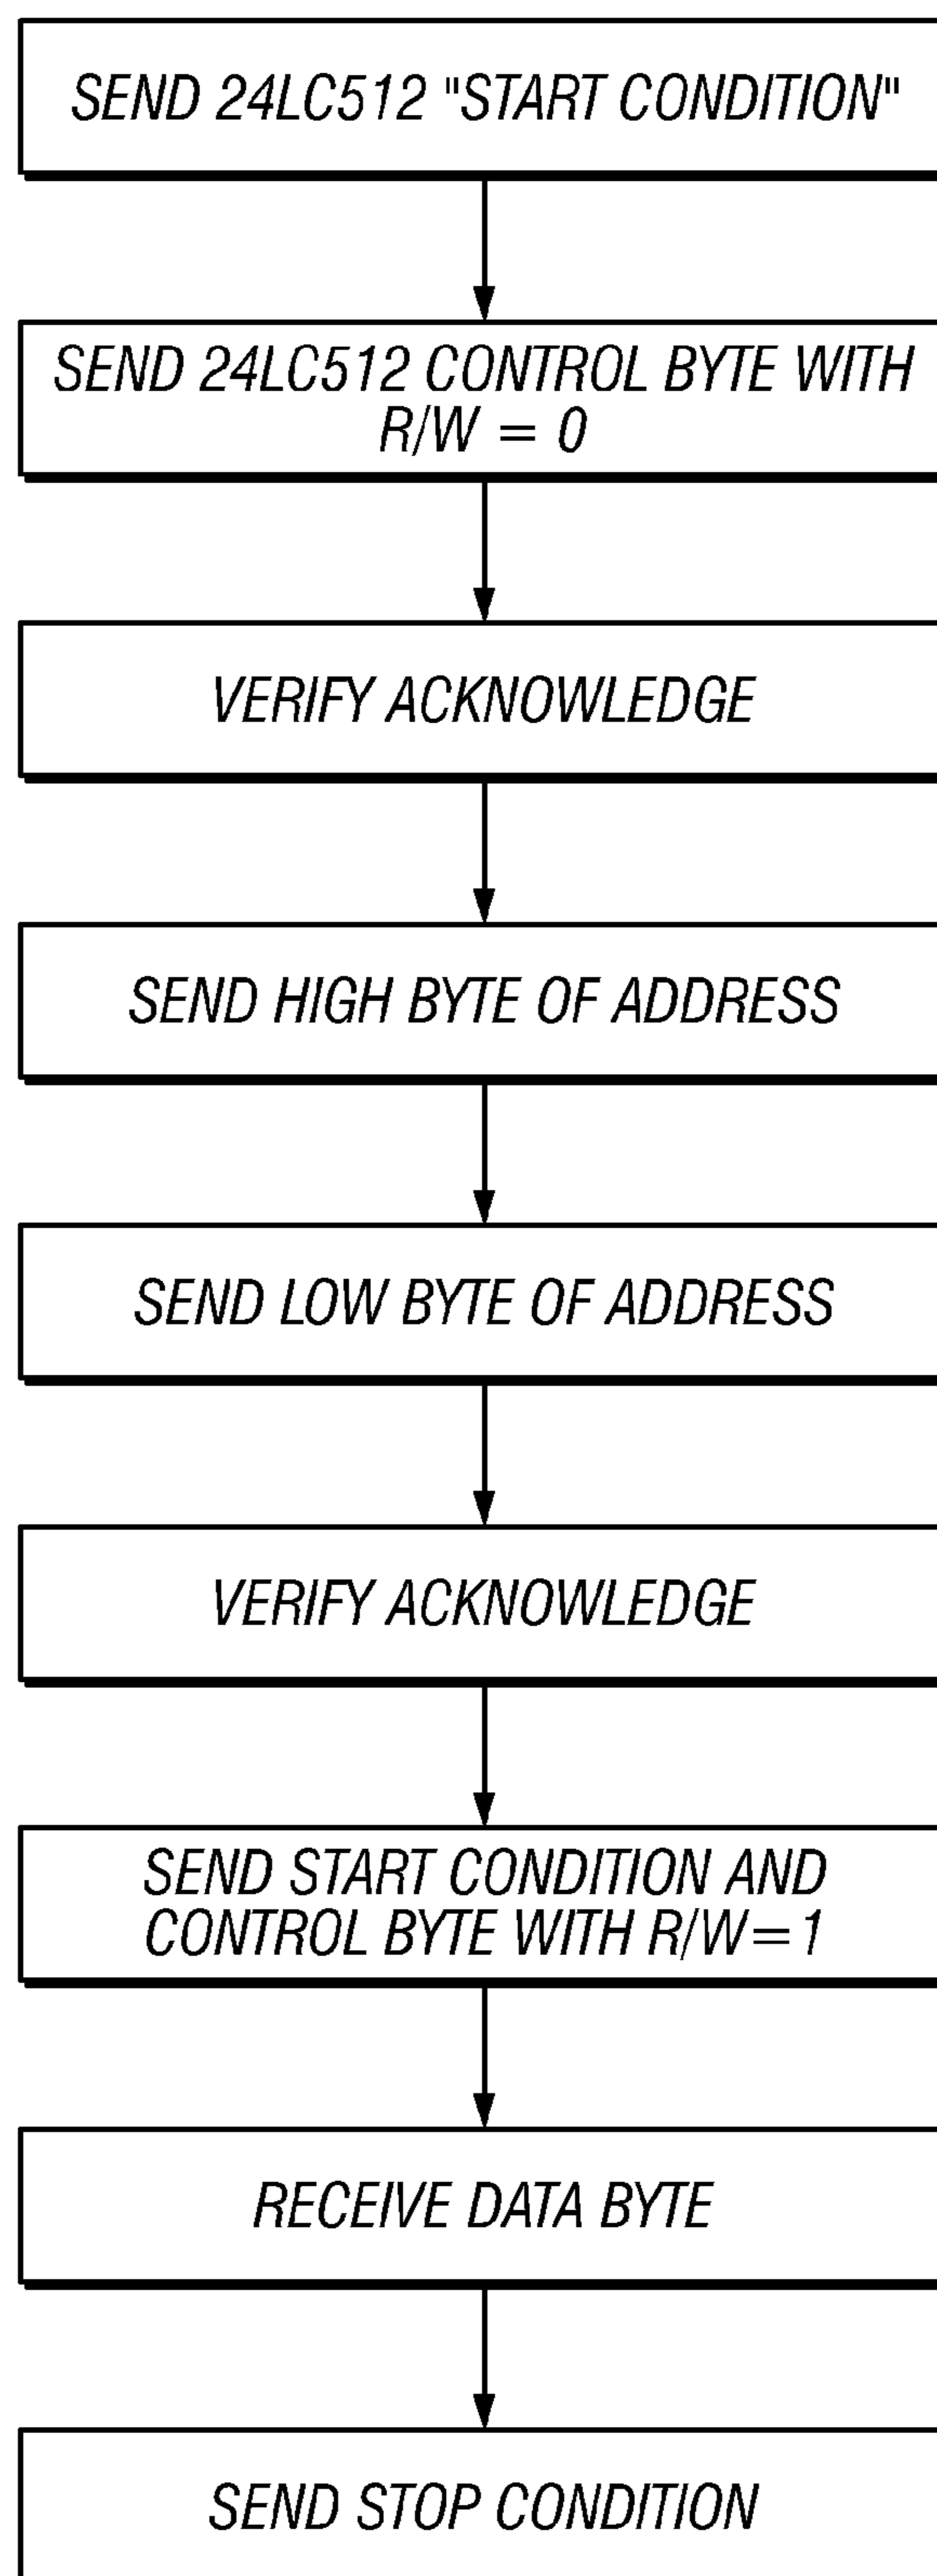 SEND 24LC512 "START CONDITION"
SEND 24LC512 CONTROL BYTE WITH
R/W = 0
VERIFY ACKNOWLEDGE
SEND HIGH BYTE OF ADDRESS
SEND LOW BYTE OF ADDRESS
VERIFY ACKNOWLEDGE
SEND START CONDITION AND
CONTROL BYTE WITH R/W=1
RECEIVE DATA BYTE
SEND STOP CONDITION